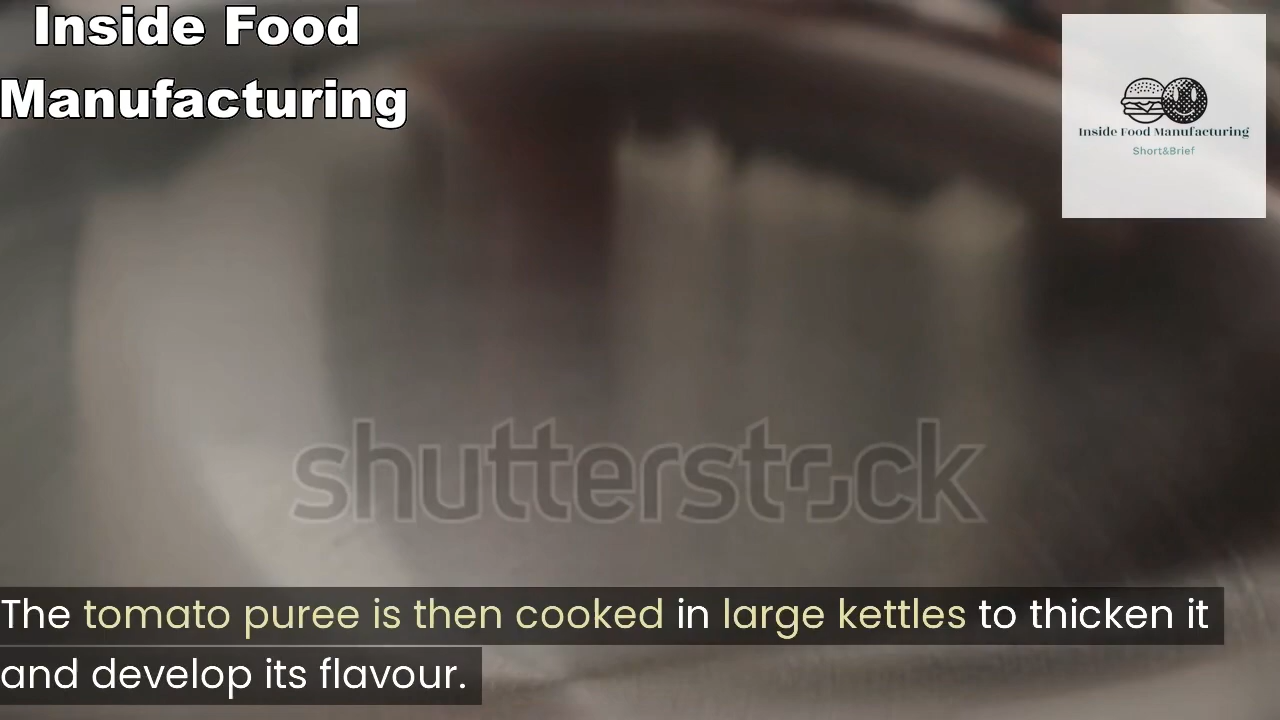 Inside Food
Manufacturing
Inside Food Manufacturing
Short&Brief
shutterstock
The tomato puree is then cooked in large kettles to thicken it
and develop its flavour.